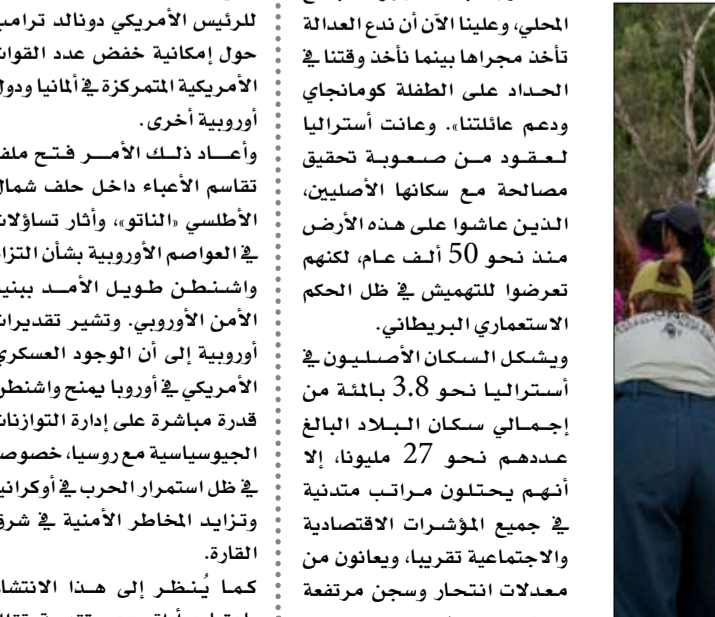 المحلي، وعلينا الآن أن ندع العدالة
تأخذ مجراها بينما نأخذ وقتنا في
الحداد على الطفلة كومانجاي
ودعم عائلتنا». وعانت أستراليا
لعقود من صعوبة تحقيق
مصالحة مع سكانها الأصليين،
الذين عاشوا على هذه الأرض
منذ نحو 50 ألف عام، لكنهم
تعرضوا للتهميش في ظل الحكم
الاستعماري البريطاني.
ويشكل السكان الأصليون في
أستراليا نحو 3.8 بالمئة من
إجمالي سكان البلاد البالغ
عددهم نحو 27 مليونا، إلا
أنهم يحتلون مراتب متدنية
في جميع المؤشرات الاقتصادية
والاجتماعية تقريبا، ويعانون من
معدلات انتحار وسجن مرتفعة
للرئيس الأمريكي دونالد ترامب
حول إمكانية خفض عدد القوات
الأمريكية المتمركزة في ألمانيا ودول
أوروبية أخرى.
وأعاد ذلك الأمر فتح ملف
تقاسم الأعباء داخل حلف شمال
الأطلسي «الناتو»، وأثار تساؤلات
في العواصم الأوروبية بشأن التزام
واشنطن طويل الأمد ببنية
الأمن الأوروبي. وتشير تقديرات
أوروبية إلى أن الوجود العسكري
الأمريكي في أوروبا يمنح واشنطن
قدرة مباشرة على إدارة التوازنات
الجيوسياسية مع روسيا، خصوصا
في ظل استمرار الحرب في أوكرانيا
وتزايد المخاطر الأمنية في شرق
القارة.
كما يُنظر إلى هذا الانتشار